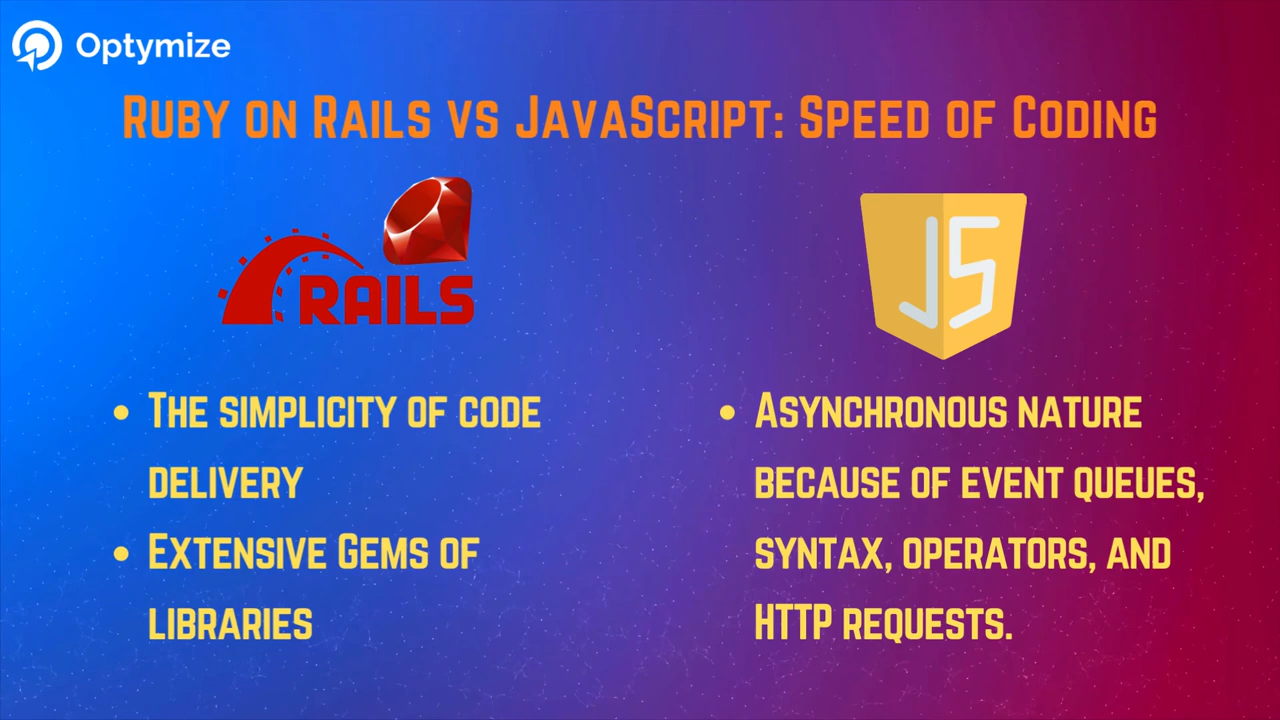 Optymize
Ruby on Rails vs JavaScript: Speed of Coding
RAILS
JS
• The simplicity of code
delivery
• Extensive Gems of
libraries
• Asynchronous nature
because of event queues,
syntax, operators, and
HTTP requests.